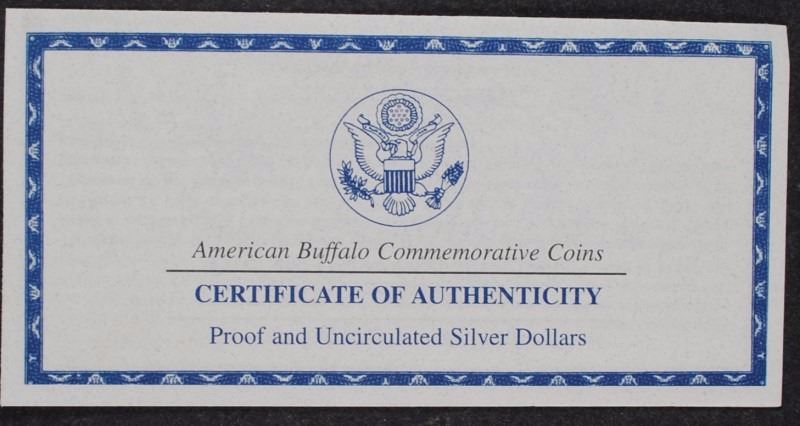 American Buffalo Commemorative Coins
CERTIFICATE OF AUTHENTICITY
Proof and Uncirculated Silver Dollars